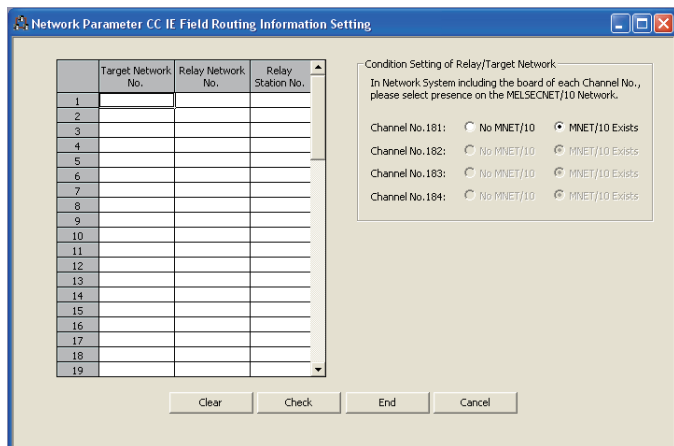 Network Parameter CC IE Field Routing Information Setting
Target Network No. Relay Network No. Relay Station No.
1
2
3
4
5
6
7
8
9
10
11
12
13
14
15
16
17
18
19
Condition Setting of Relay/Target Network
In Network System including the board of each Channel No.,
please select presence on the MELSECNET/10 Network.
Channel No.181: No MNET/10 MNET/10 Exists
Channel No.182: No MNET/10 MNET/10 Exists
Channel No.183: No MNET/10 MNET/10 Exists
Channel No.184: No MNET/10 MNET/10 Exists
Clear Check End Cancel